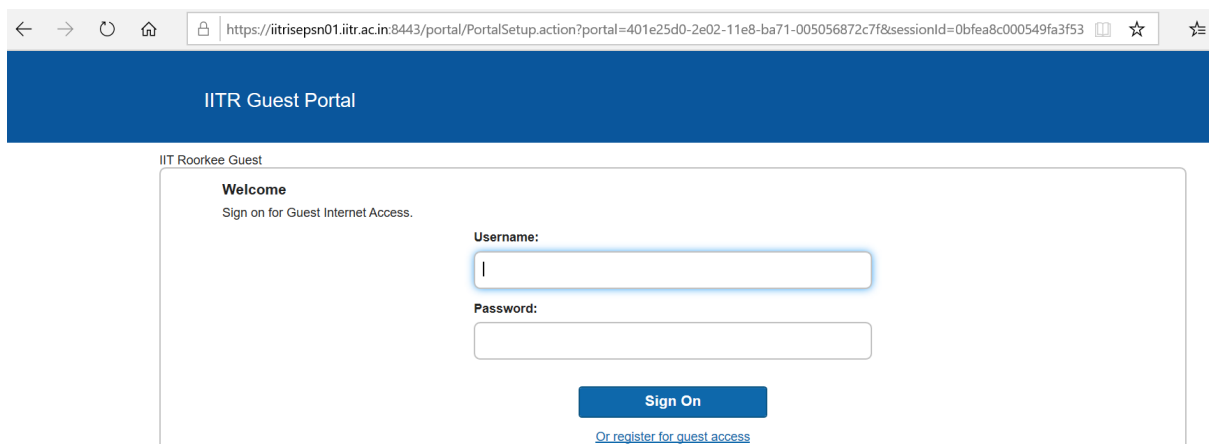 https://iitrisepsn01.iitr.ac.in:8443/portal/PortalSetup.action?portal=401e25d0-2e02-11e8-ba71-005056872c7f&sessionId=0bfea8c000549fa3f53
IITR Guest Portal
IIT Roorkee Guest
Welcome
Sign on for Guest Internet Access.
Username:
Password:
Sign On
Or register for guest access